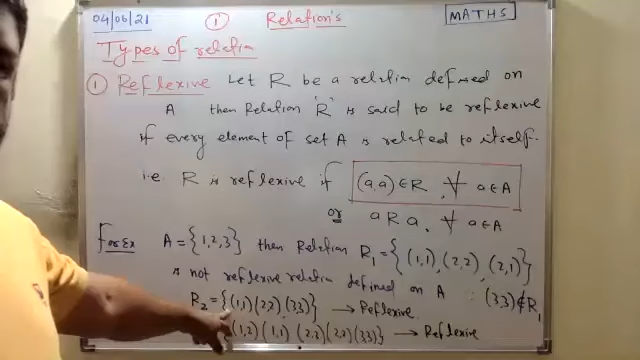 04/06/21 ① Relation's MATHS
Types of relation
① Reflexive Let R be a relation defined on
A then Relation 'R' is said to be reflexive
if every element of set A is related to itself.
i.e. R is reflexive if (a,a) ∈ R, ∀ a ∈ A
or a R a, ∀ a ∈ A
For Ex A = {1,2,3} then Relation R₁ = {(1,1), (2,2), (2,1)}
is not reflexive relation defined on A ∵ (3,3) ∉ R₁
R₂ = {(1,1) (2,2) (3,3)} → Reflexive
(1,2) (1,1) (2,2) (3,3)} → Reflexive